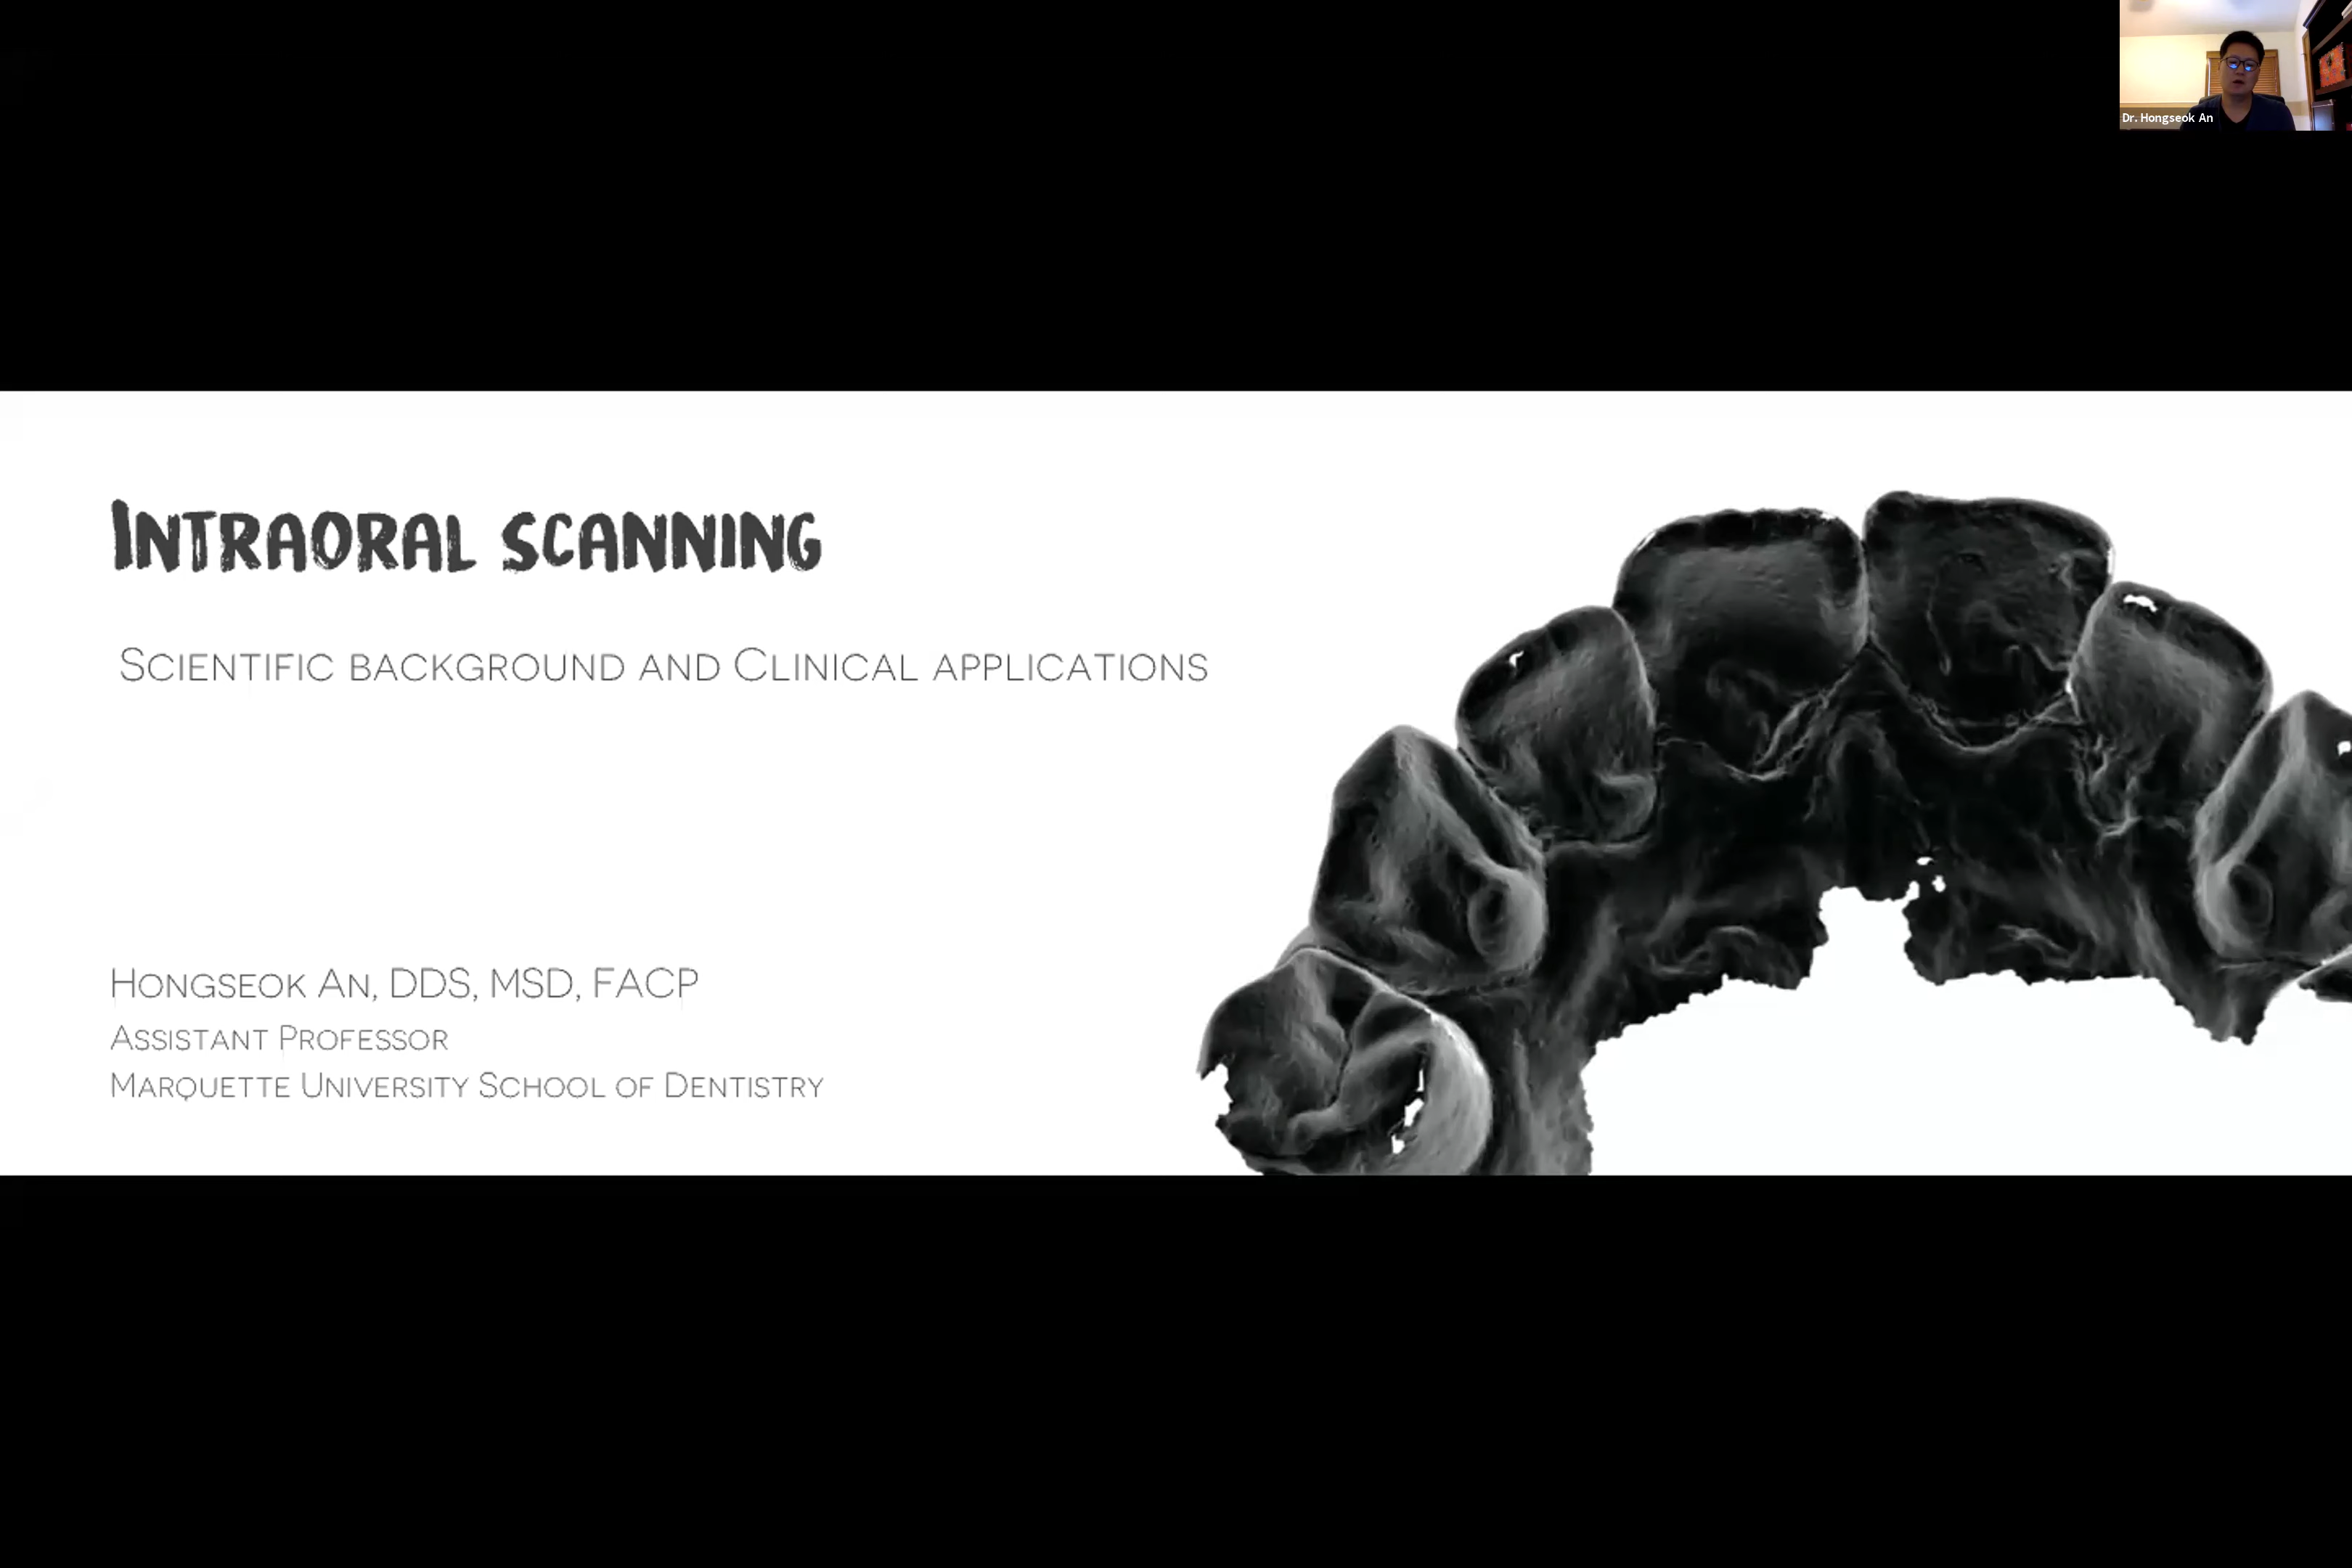 Dr. Hongseok An
INTRAORAL SCANNING
SCIENTIFIC BACKGROUND AND CLINICAL APPLICATIONS
HONGSEOK AN, DDS, MSD, FACP
ASSISTANT PROFESSOR
MARQUETTE UNIVERSITY SCHOOL OF DENTISTRY